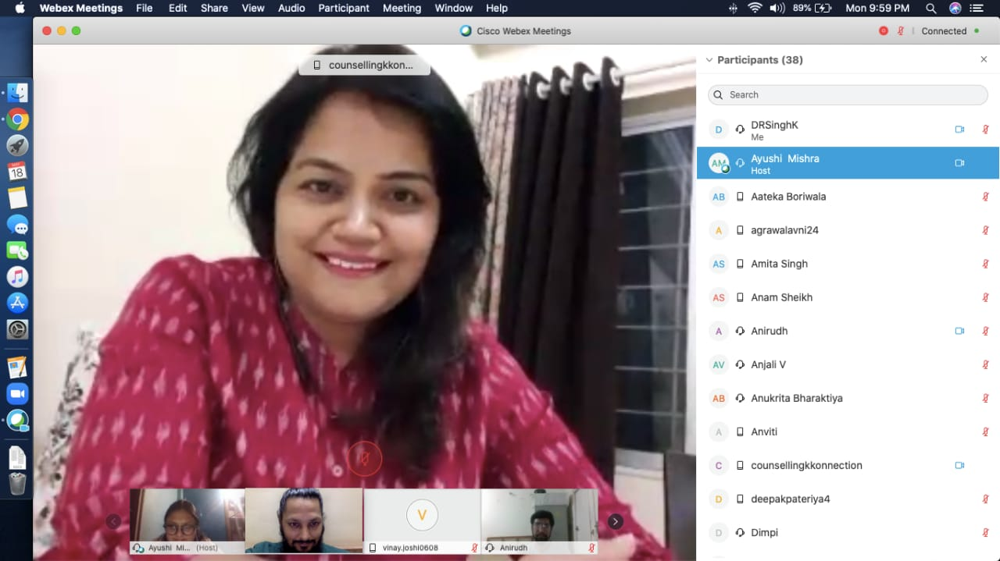 Webex Meetings File Edit Share View Audio Participant Meeting Window Help 89% Mon 9:59 PM
Cisco Webex Meetings
Connected
counsellingkkon...
Participants (38)
Search
D DRSinghK
Me
AM Ayushi Mishra
Host
AB Aateka Boriwala
A agrawalavni24
AS Amita Singh
AS Anam Sheikh
A Anirudh
AV Anjali V
AB Anukrita Bharaktiya
A Anviti
C counsellingkkonnection
D deepakpateriya4
D Dimpi
MAY
18
V
Ayushi Mi... (Host)
vinay.joshi0608
Anirudh